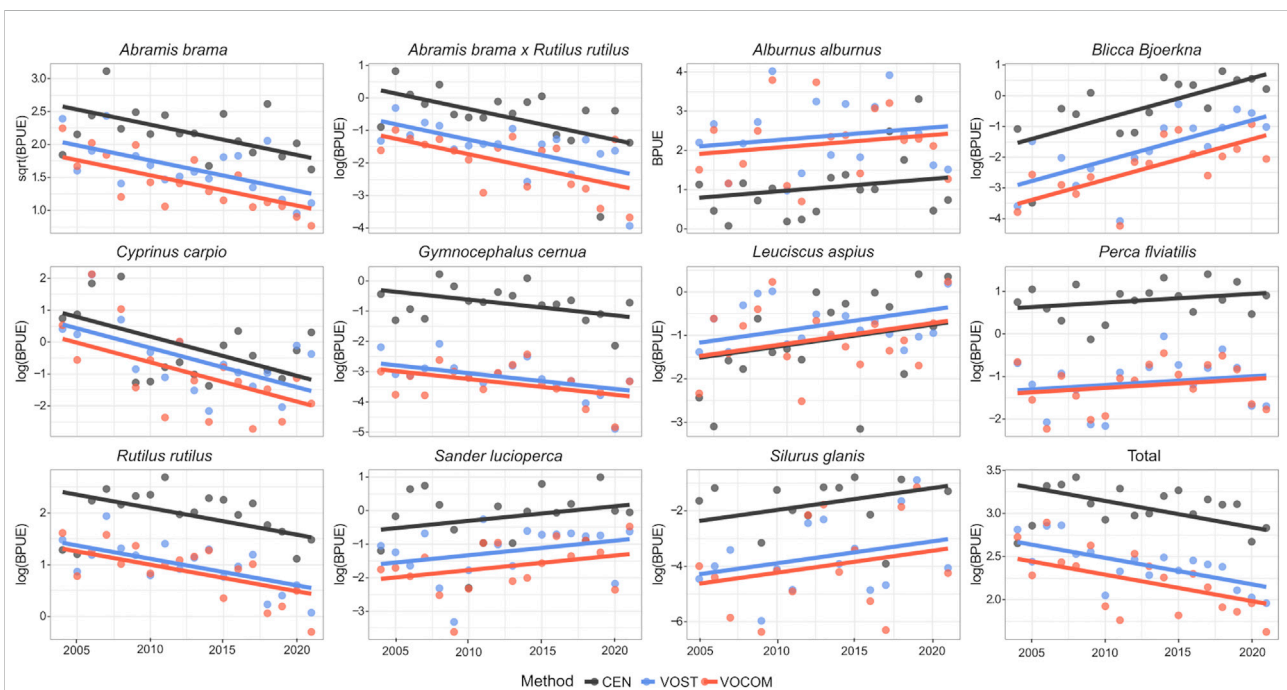 Abramis brama
Abramis brama x Rutilus rutilus
Alburnus alburnus
Blicca Bjoerkna
sqrt(BPUE)
3.0
2.5
2.0
1.5
1.0
log(BPUE)
1
0
−1
−2
−3
−4
BPUE
4
3
2
1
0
log(BPUE)
1
0
−1
−2
−3
−4
Cyprinus carpio
Gymnocephalus cernua
Leuciscus aspius
Perca flviatilis
log(BPUE)
2
1
0
−1
−2
log(BPUE)
0
−1
−2
−3
−4
−5
log(BPUE)
0
−1
−2
−3
log(BPUE)
1
0
−1
−2
Rutilus rutilus
Sander lucioperca
Silurus glanis
Total
log(BPUE)
2
1
0
log(BPUE)
1
0
−1
−2
−3
log(BPUE)
−2
−4
−6
log(BPUE)
3.5
3.0
2.5
2.0
2005 2010 2015 2020
2005 2010 2015 2020
2005 2010 2015 2020
2005 2010 2015 2020
Method CEN VOST VOCOM